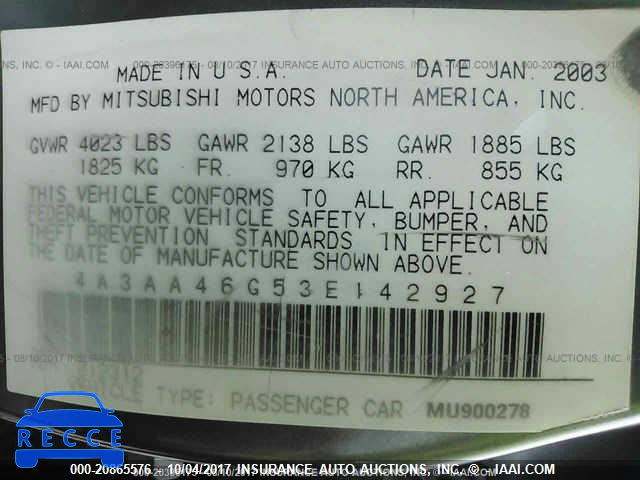 MADE IN U.S.A. DATE JAN. 2003
MFD BY MITSUBISHI MOTORS NORTH AMERICA, INC.
GVWR 4023 LBS GAWR 2138 LBS GAWR 1885 LBS
1825 KG FR. 970 KG RR. 855 KG
THIS VEHICLE CONFORMS TO ALL APPLICABLE
FEDERAL MOTOR VEHICLE SAFETY, BUMPER, AND
THEFT PREVENTION STANDARDS IN EFFECT ON
THE DATE OF MANUFACTURE SHOWN ABOVE.
4A3AA46G53E142927
VEHICLE TYPE: PASSENGER CAR MU900278
RECCE
000-20865576 - 10/04/2017 INSURANCE AUTO AUCTIONS, INC. - © - IAAI.COM